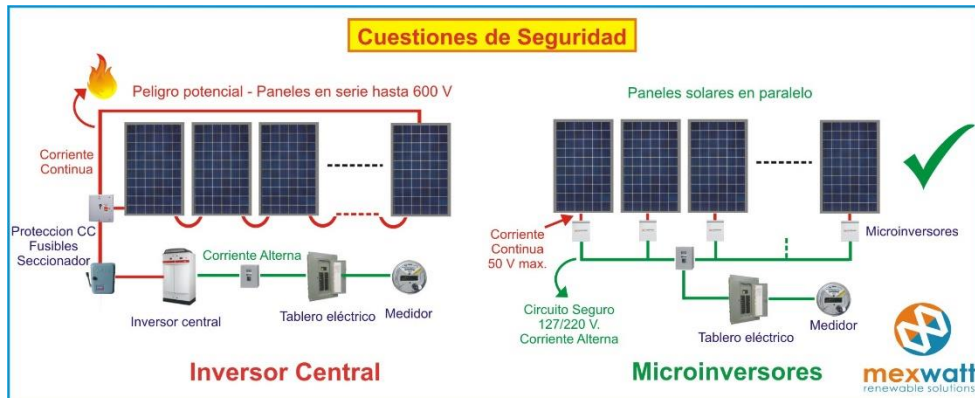 Cuestiones de Seguridad
Peligro potencial - Paneles en serie hasta 600 V
Corriente
Continua
Proteccion CC
Fusibles
Seccionador
Corriente Alterna
Inversor central
Tablero eléctrico
Medidor
Inversor Central
Paneles solares en paralelo
Corriente
Continua
50 V max.
Microinversores
Circuito Seguro
127/220 V.
Corriente Alterna
Tablero eléctrico
Medidor
Microinversores
mexwatt
renewable solutions